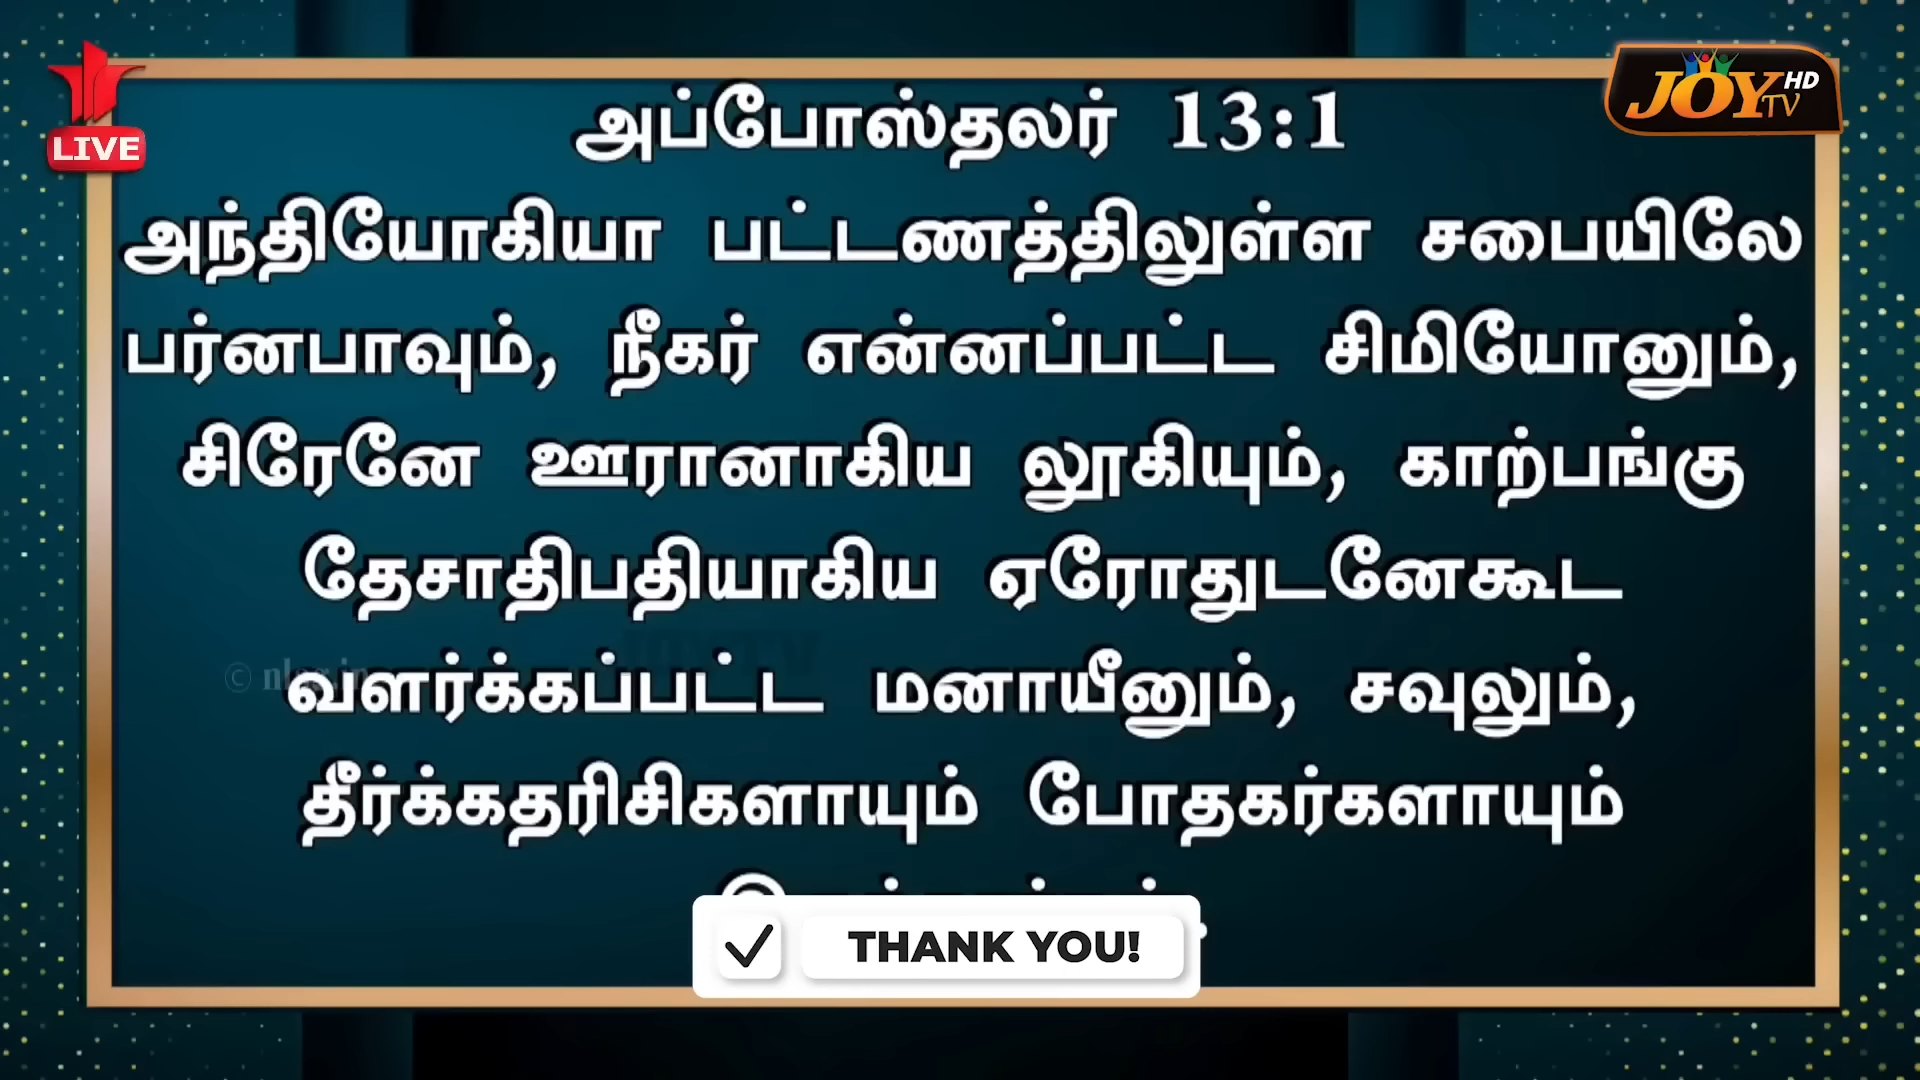 LIVE
JOY TV HD
அப்போஸ்தலர் 13:1
அந்தியோகியா பட்டணத்திலுள்ள சபையிலே
பர்னபாவும், நீகர் என்னப்பட்ட சிமியோனும்,
சிரேனே ஊரானாகிய லூகியும், காற்பங்கு
தேசாதிபதியாகிய ஏரோதுடனேகூட
வளர்க்கப்பட்ட மனாயீனும், சவுலும்,
தீர்க்கதரிசிகளாயும் போதகர்களாயும்
THANK YOU!